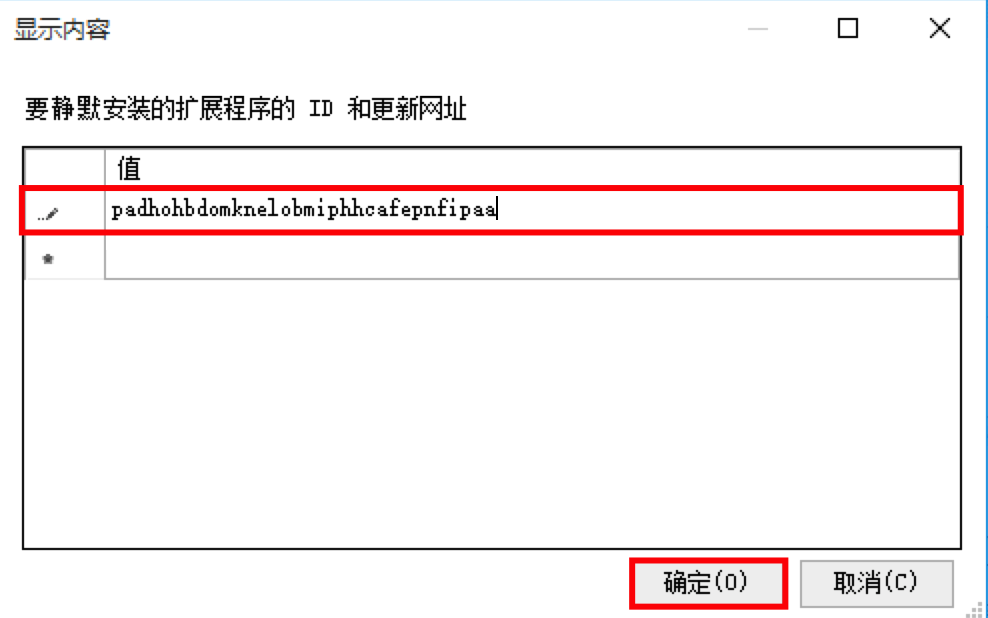 显示内容
要静默安装的扩展程序的 ID 和更新网址
值
padhohbdomknelobmiphhcafepnfipaa
确定(O)
取消(C)